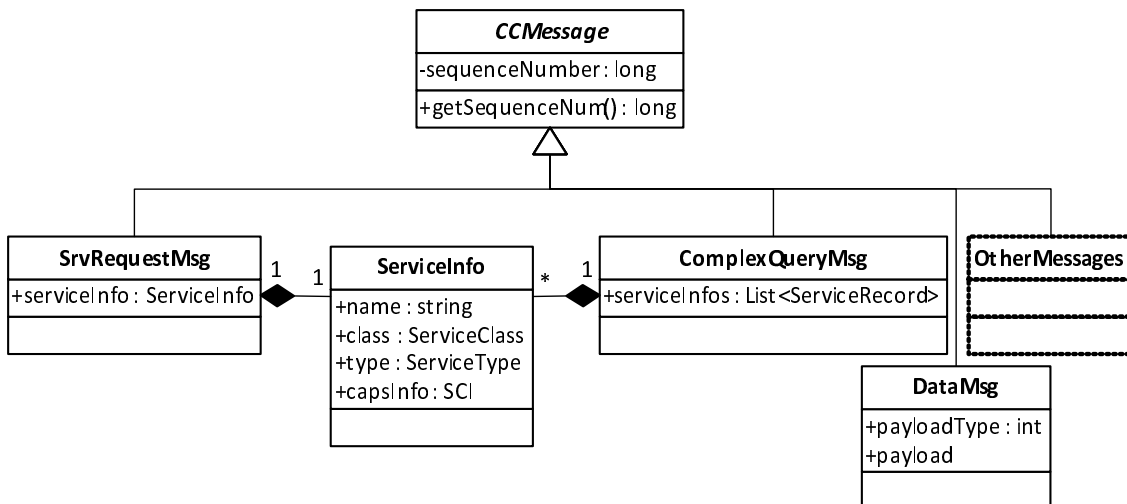 CCMessage
-sequenceNumber : long
+getSequenceNum() : long
SrvRequestMsg
+serviceInfo : ServiceInfo
1
1
ServiceInfo
+name : string
+class : ServiceClass
+type : ServiceType
+capsInfo : SCI
*
1
ComplexQueryMsg
+serviceInfos : List<ServiceRecord>
OtherMessages
DataMsg
+payloadType : int
+payload